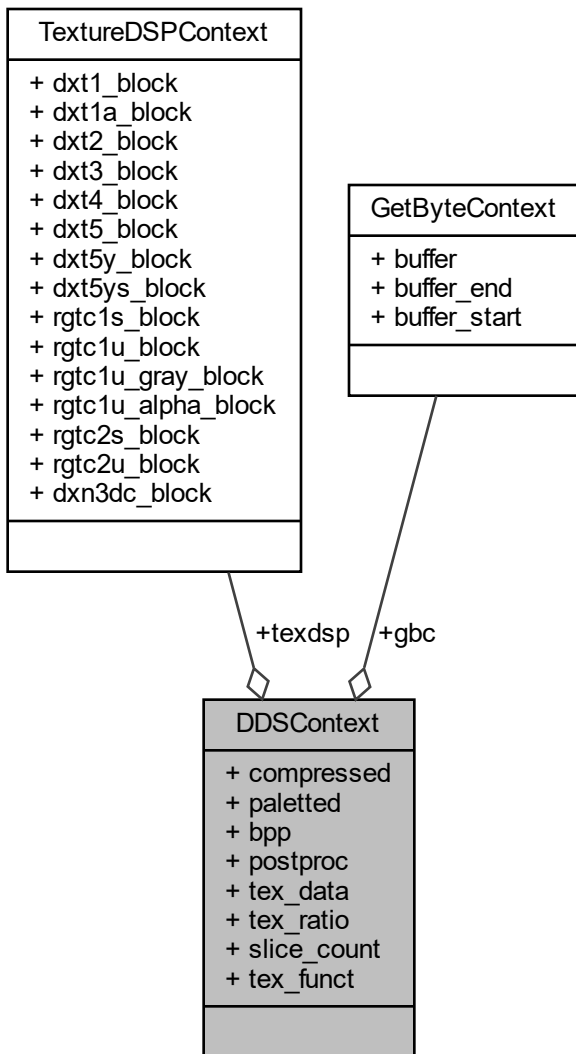 TextureDSPContext
+ dxt1_block
+ dxt1a_block
+ dxt2_block
+ dxt3_block
+ dxt4_block
+ dxt5_block
+ dxt5y_block
+ dxt5ys_block
+ rgtc1s_block
+ rgtc1u_block
+ rgtc1u_gray_block
+ rgtc1u_alpha_block
+ rgtc2s_block
+ rgtc2u_block
+ dxn3dc_block
GetByteContext
+ buffer
+ buffer_end
+ buffer_start
+texdsp
+gbc
DDSContext
+ compressed
+ paletted
+ bpp
+ postproc
+ tex_data
+ tex_ratio
+ slice_count
+ tex_funct